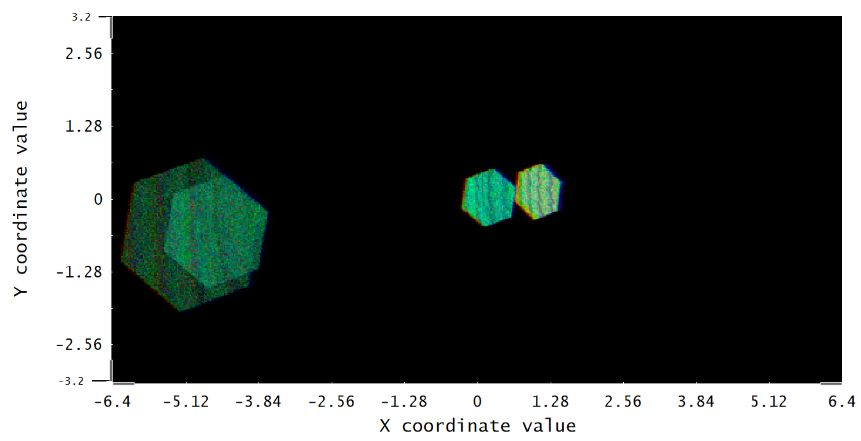 3.2
2.56
1.28
0
-1.28
-2.56
-3.2
Y coordinate value
-6.4 -5.12 -3.84 -2.56 -1.28 0 1.28 2.56 3.84 5.12 6.4
X coordinate value